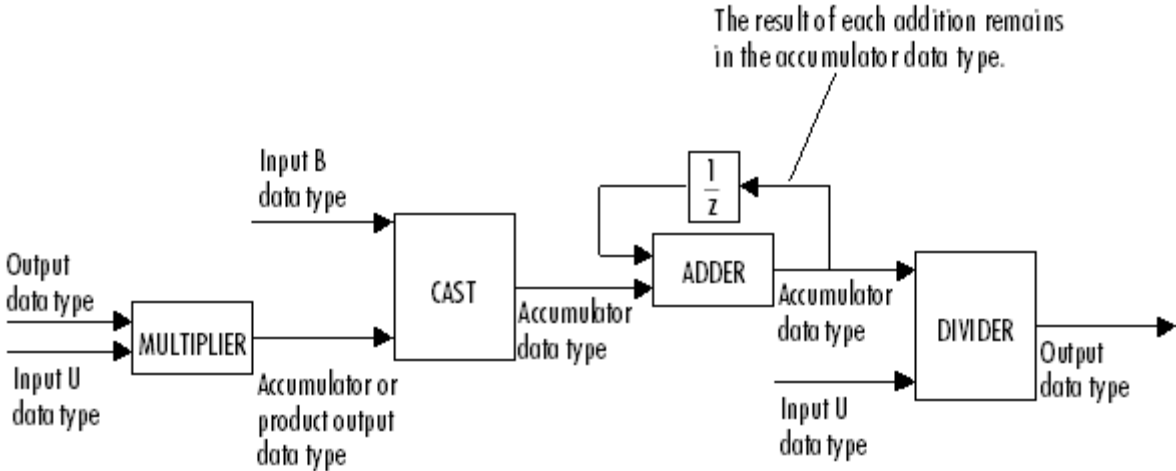 The result of each addition remains
in the accumulator data type.
Input B
data type
1
z
Output
data type
CAST
ADDER
MULTIPLIER
Accumulator
data type
Accumulator
data type
DIVIDER
Input U
data type
Accumulator or
product output
data type
Input U
data type
Output
data type